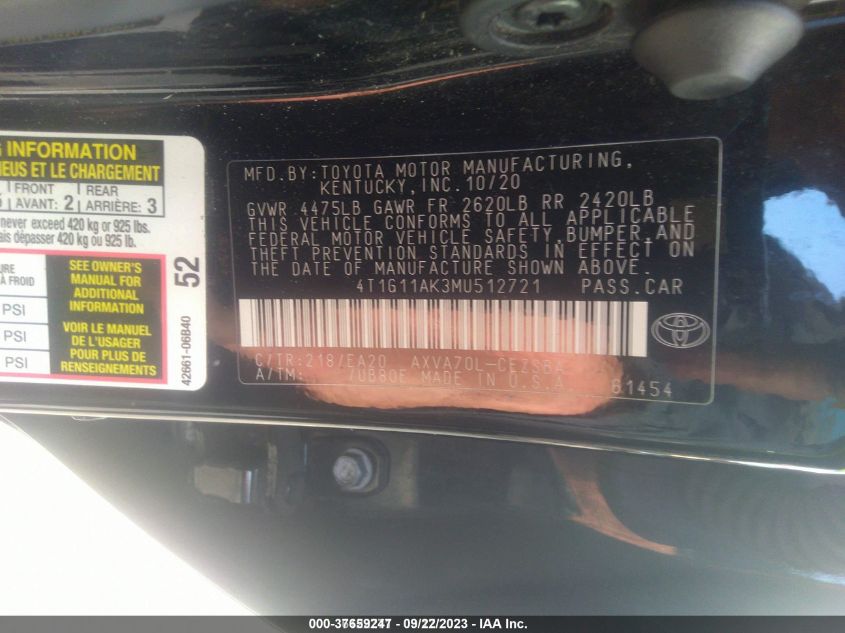 G INFORMATION
NEUS ET LE CHARGEMENT
FRONT REAR
AVANT: 2 ARRIÈRE: 3
never exceed 420 kg or 925 lbs.
dépasser 420 kg ou 925 lb.
SEE OWNER'S
MANUAL FOR
ADDITIONAL
INFORMATION
À FROID
PSI
PSI
PSI
VOIR LE MANUEL
DE L'USAGER
POUR PLUS DE
RENSEIGNEMENTS
52
42661-06B40
MFD.BY:TOYOTA MOTOR MANUFACTURING,
KENTUCKY, INC. 10/20
GVWR 4475LB GAWR FR 2620LB RR 2420LB
THIS VEHICLE CONFORMS TO ALL APPLICABLE
FEDERAL MOTOR VEHICLE SAFETY, BUMPER, AND
THEFT PREVENTION STANDARDS IN EFFECT ON
THE DATE OF MANUFACTURE SHOWN ABOVE.
4T1G11AK3MU512721 PASS.CAR
C/TR:218/EA20 AXVA70L-CEZSBA
A/TM: /UB80E MADE IN U.S.A 61454
000-37659247 - 09/22/2023 - IAAI.COM